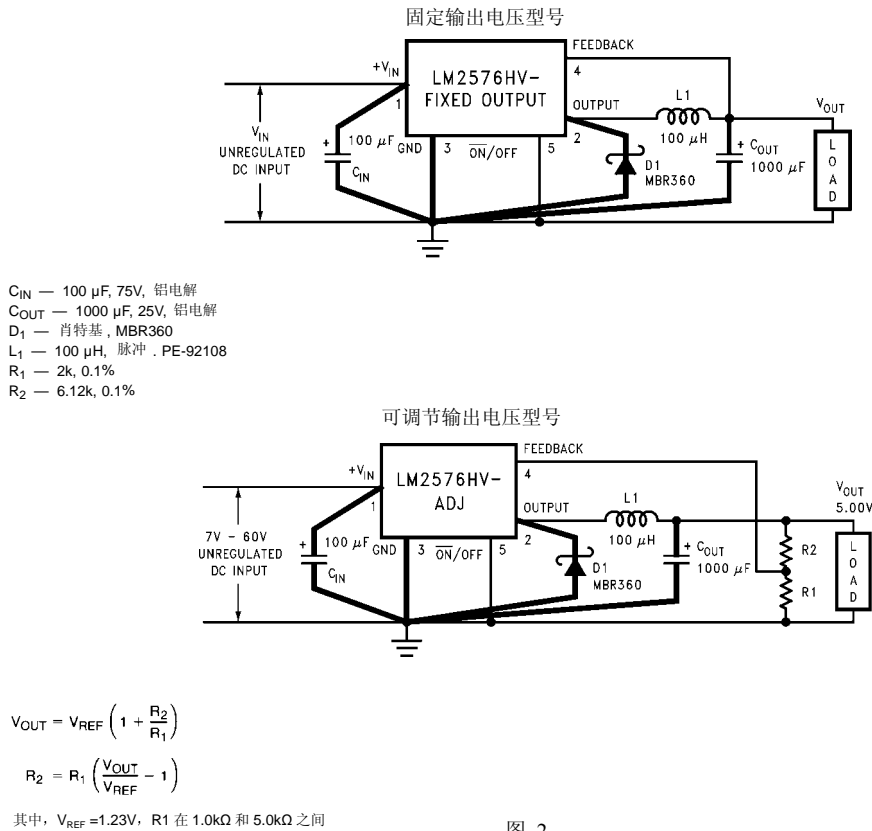 固定输出电压型号
FEEDBACK
+VIN
LM2576HV-
FIXED OUTPUT
4
1
OUTPUT
L1
VOUT
VIN
UNREGULATED
DC INPUT
+
100 µF
CIN
GND
3
ON/OFF
5
2
100 µH
D1
MBR360
+
COUT
1000 µF
LOAD
CIN — 100 µF, 75V, 铝电解
COUT — 1000 µF, 25V, 铝电解
D1 — 肖特基 , MBR360
L1 — 100 µH, 脉冲 . PE-92108
R1 — 2k, 0.1%
R2 — 6.12k, 0.1%
可调节输出电压型号
FEEDBACK
+VIN
LM2576HV-
ADJ
4
1
OUTPUT
L1
VOUT
5.00V
7V - 60V
UNREGULATED
DC INPUT
+
100 µF
CIN
GND
3
ON/OFF
5
2
100 µH
D1
MBR360
+
COUT
1000 µF
R2
R1
LOAD
VOUT = VREF (1 + R2/R1)
R2 = R1 (VOUT/VREF - 1)
其中，VREF =1.23V，R1 在 1.0kΩ 和 5.0kΩ 之间